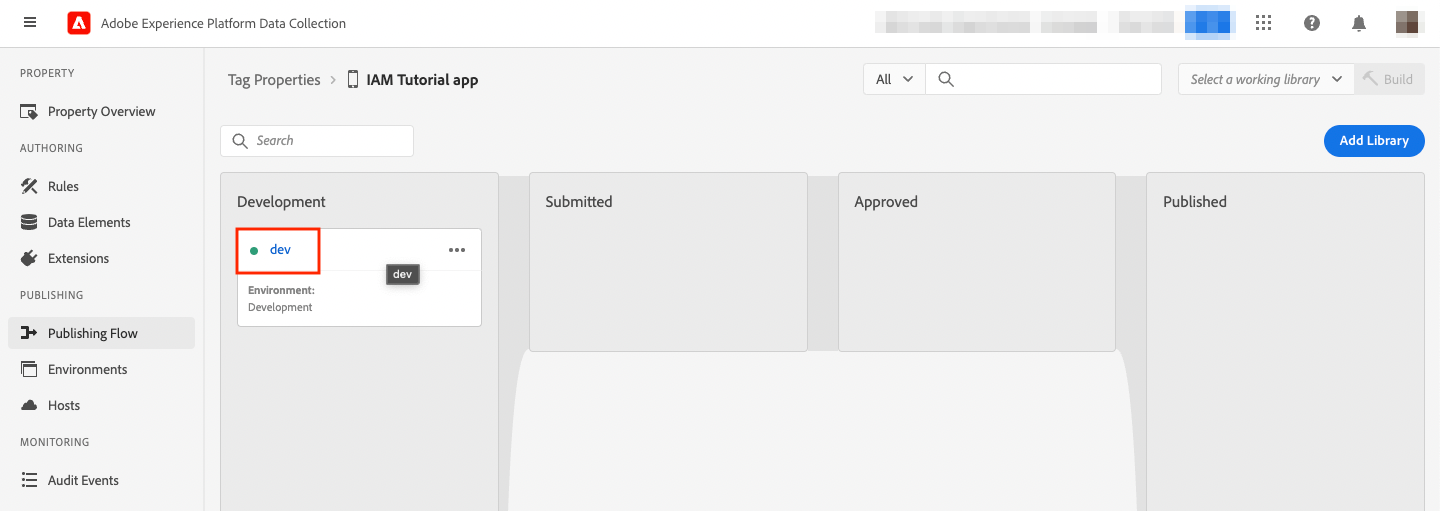 Adobe Experience Platform Data Collection
PROPERTY
Property Overview
AUTHORING
Rules
Data Elements
Extensions
PUBLISHING
Publishing Flow
Environments
Hosts
MONITORING
Audit Events
Tag Properties > IAM Tutorial app
All
Select a working library
Build
Search
Add Library
Development
dev
dev
Environment:
Development
Submitted
Approved
Published